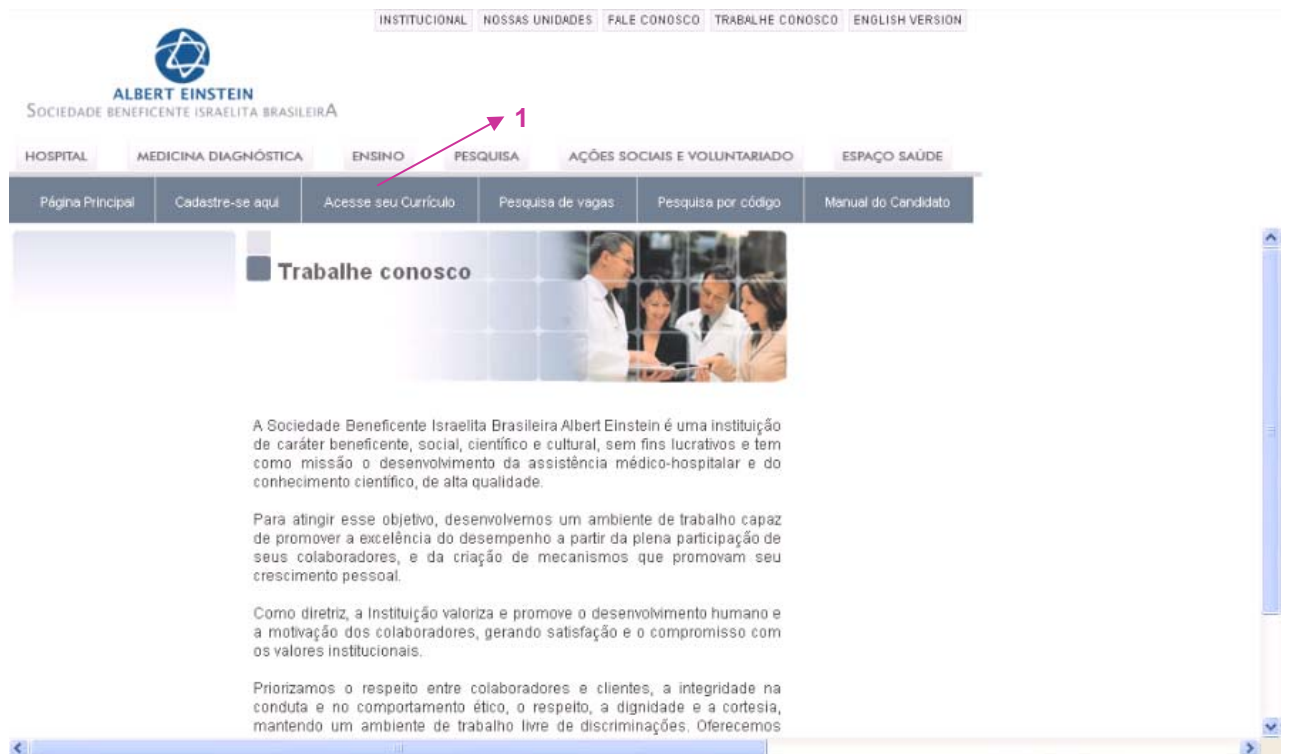 INSTITUCIONAL NOSSAS UNIDADES FALE CONOSCO TRABALHE CONOSCO ENGLISH VERSION
ALBERT EINSTEIN
SOCIEDADE BENEFICENTE ISRAELITA BRASILEIRA
1
HOSPITAL MEDICINA DIAGNÓSTICA ENSINO PESQUISA AÇÕES SOCIAIS E VOLUNTARIADO ESPAÇO SAÚDE
Página Principal Cadastre-se aqui Acesse seu Currículo Pesquisa de vagas Pesquisa por código Manual do Candidato
Trabalhe conosco
A Sociedade Beneficente Israelita Brasileira Albert Einstein é uma instituição
de caráter beneficente, social, científico e cultural, sem fins lucrativos e tem
como missão o desenvolvimento da assistência médico-hospitalar e do
conhecimento científico, de alta qualidade.
Para atingir esse objetivo, desenvolvemos um ambiente de trabalho capaz
de promover a excelência do desempenho a partir da plena participação de
seus colaboradores, e da criação de mecanismos que promovam seu
crescimento pessoal.
Como diretriz, a Instituição valoriza e promove o desenvolvimento humano e
a motivação dos colaboradores, gerando satisfação e o compromisso com
os valores institucionais.
Priorizamos o respeito entre colaboradores e clientes, a integridade na
conduta e no comportamento ético, o respeito, a dignidade e a cortesia,
mantendo um ambiente de trabalho livre de discriminações. Oferecemos